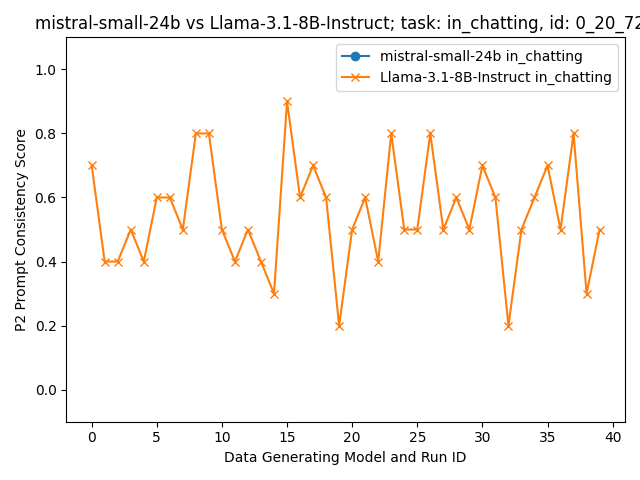 mistral-small-24b vs Llama-3.1-8B-Instruct; task: in_chatting, id: 0_20_72
mistral-small-24b in_chatting
Llama-3.1-8B-Instruct in_chatting
P2 Prompt Consistency Score
1.0
0.8
0.6
0.4
0.2
0.0
0 5 10 15 20 25 30 35 40
Data Generating Model and Run ID